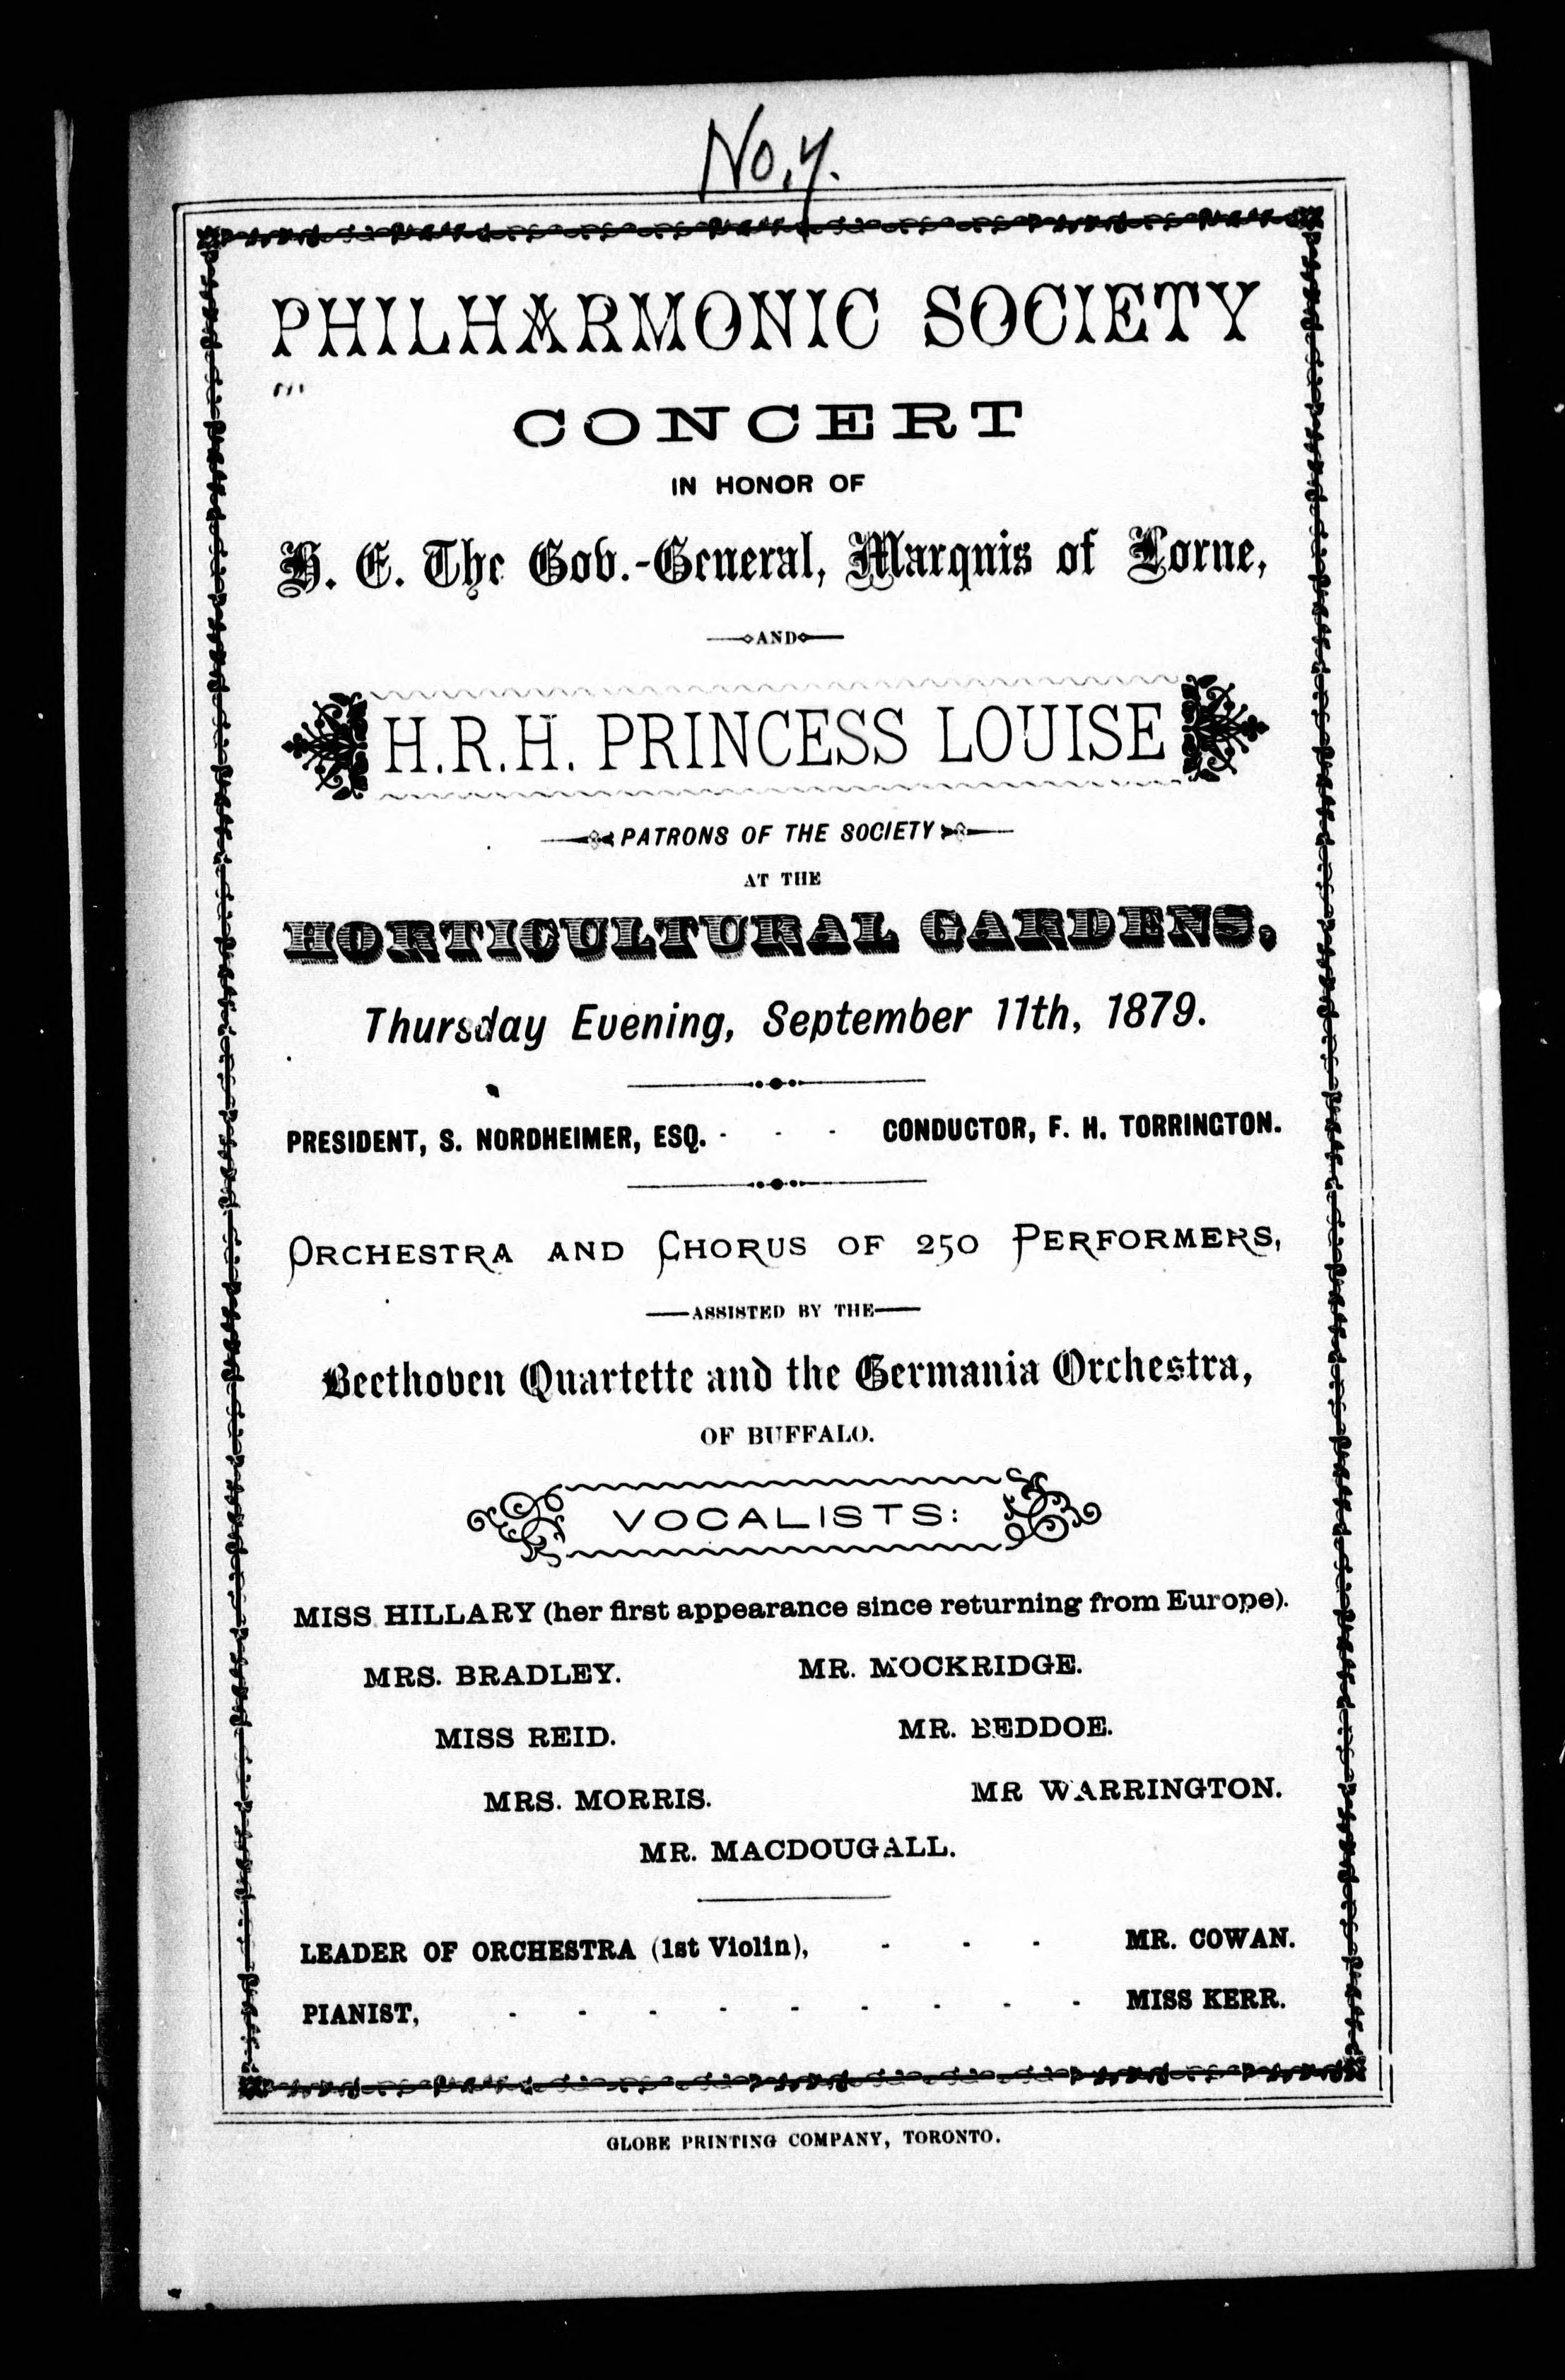 No. 4.
PHILHARMONIC SOCIETY
CONCERT
IN HONOR OF
H. E. The Gov.-General, Marquis of Lorne,
AND
H.R.H. PRINCESS LOUISE
PATRONS OF THE SOCIETY
AT THE
HORTICULTURAL GARDENS,
Thursday Evening, September 11th, 1879.
PRESIDENT, S. NORDHEIMER, ESQ. - - - CONDUCTOR, F. H. TORRINGTON.
ORCHESTRA AND CHORUS OF 250 PERFORMERS,
—ASSISTED BY THE—
Beethoven Quartette and the Germania Orchestra,
OF BUFFALO.
VOCALISTS:
MISS HILLARY (her first appearance since returning from Europe).
MRS. BRADLEY. MR. MOCKRIDGE.
MISS REID. MR. BEDDOE.
MRS. MORRIS. MR WARRINGTON.
MR. MACDOUGALL.
LEADER OF ORCHESTRA (1st Violin), - - - MR. COWAN.
PIANIST, - - - - - - - - - MISS KERR.
GLOBE PRINTING COMPANY, TORONTO.